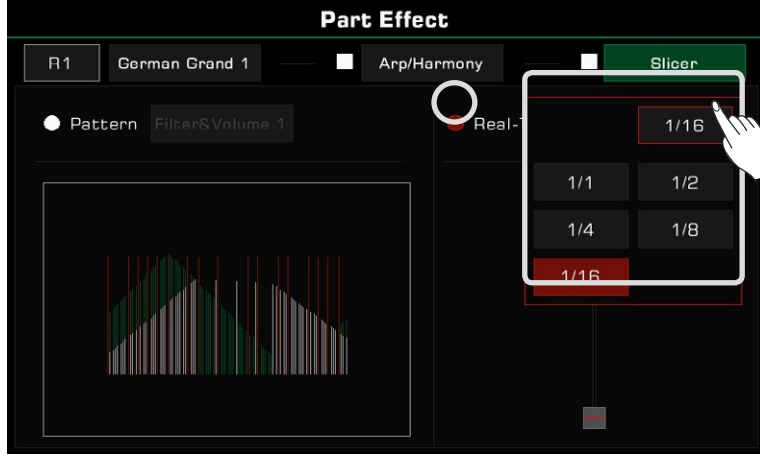 Part Effect
R1 German Grand 1 Arp/Harmony Slicer
Pattern Filter&Volume 1 Real- 1/16
1/1 1/2
1/4 1/8
1/16